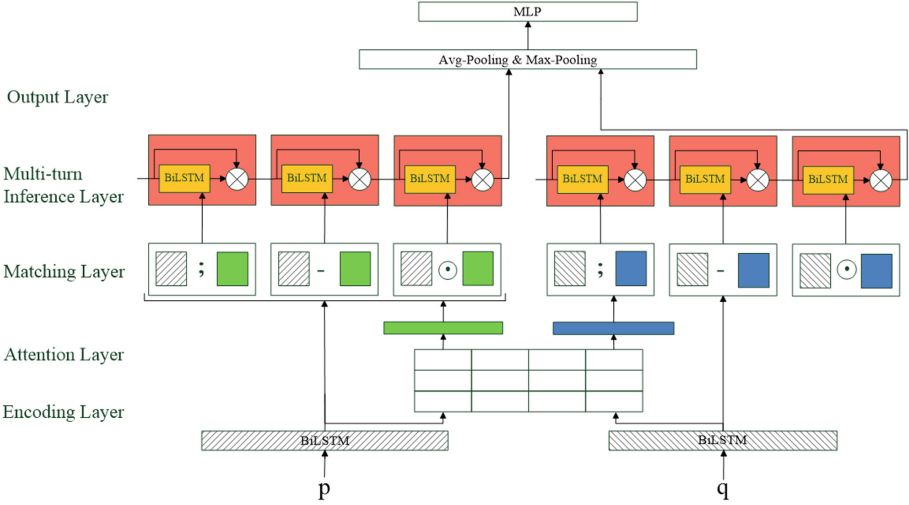 MLP
Avg-Pooling & Max-Pooling
Output Layer
Multi-turn
Inference Layer
BiLSTM
BiLSTM
BiLSTM
BiLSTM
BiLSTM
BiLSTM
Matching Layer
;
-
;
-
Attention Layer
Encoding Layer
BiLSTM
BiLSTM
p
q